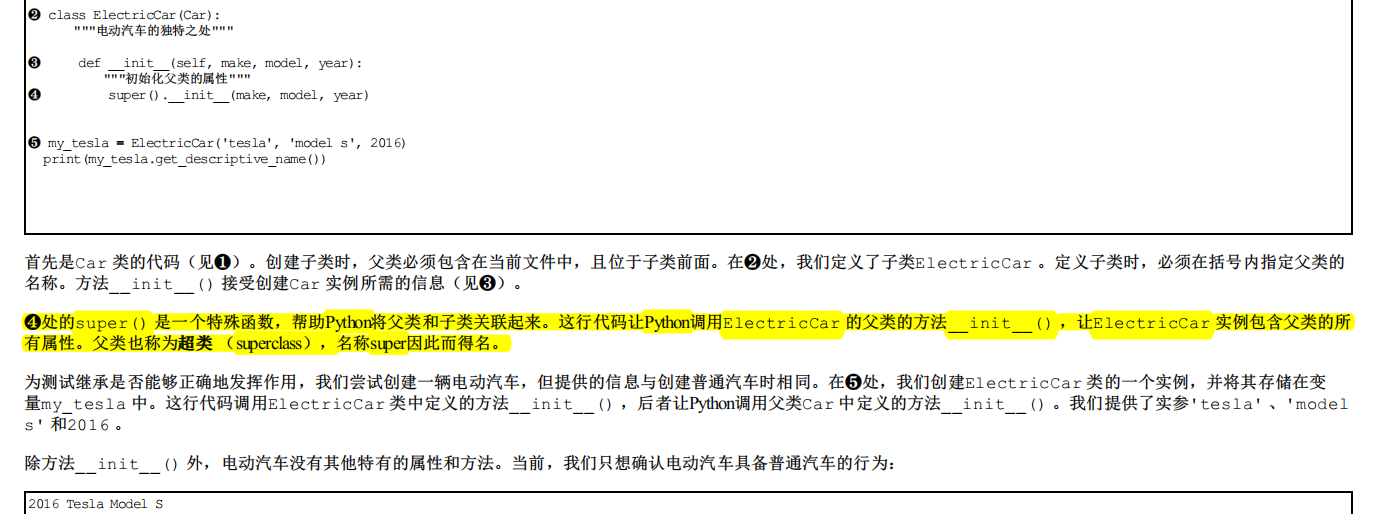 ❷ class ElectricCar(Car):
"""电动汽车的独特之处"""
❸ def __init__(self, make, model, year):
"""初始化父类的属性"""
❹ super().__init__(make, model, year)
❺ my_tesla = ElectricCar('tesla', 'model s', 2016)
print(my_tesla.get_descriptive_name())
首先是Car 类的代码（见❶）。创建子类时，父类必须包含在当前文件中，且位于子类前面。在❷处，我们定义了子类ElectricCar 。定义子类时，必须在括号内指定父类的
名称。方法__init__() 接受创建Car 实例所需的信息（见❸）。
❹处的super() 是一个特殊函数，帮助Python将父类和子类关联起来。这行代码让Python调用ElectricCar 的父类的方法__init__() ，让ElectricCar 实例包含父类的所
有属性。父类也称为超类 （superclass），名称super因此而得名。
为测试继承是否能够正确地发挥作用，我们尝试创建一辆电动汽车，但提供的信息与创建普通汽车时相同。在❺处，我们创建ElectricCar 类的一个实例，并将其存储在变
量my_tesla 中。这行代码调用ElectricCar 类中定义的方法__init__() ，后者让Python调用父类Car 中定义的方法__init__() 。我们提供了实参'tesla' 、'model
s' 和2016 。
除方法__init__() 外，电动汽车没有其他特有的属性和方法。当前，我们只想确认电动汽车具备普通汽车的行为：
2016 Tesla Model S